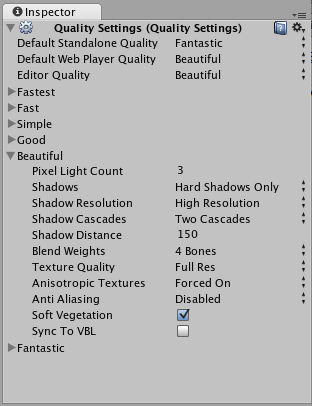 Inspector
Quality Settings (Quality Settings)
Default Standalone Quality Fantastic
Default Web Player Quality Beautiful
Editor Quality Beautiful
Fastest
Fast
Simple
Good
Beautiful
Pixel Light Count 3
Shadows Hard Shadows Only
Shadow Resolution High Resolution
Shadow Cascades Two Cascades
Shadow Distance 150
Blend Weights 4 Bones
Texture Quality Full Res
Anisotropic Textures Forced On
Anti Aliasing Disabled
Soft Vegetation
Sync To VBL
Fantastic